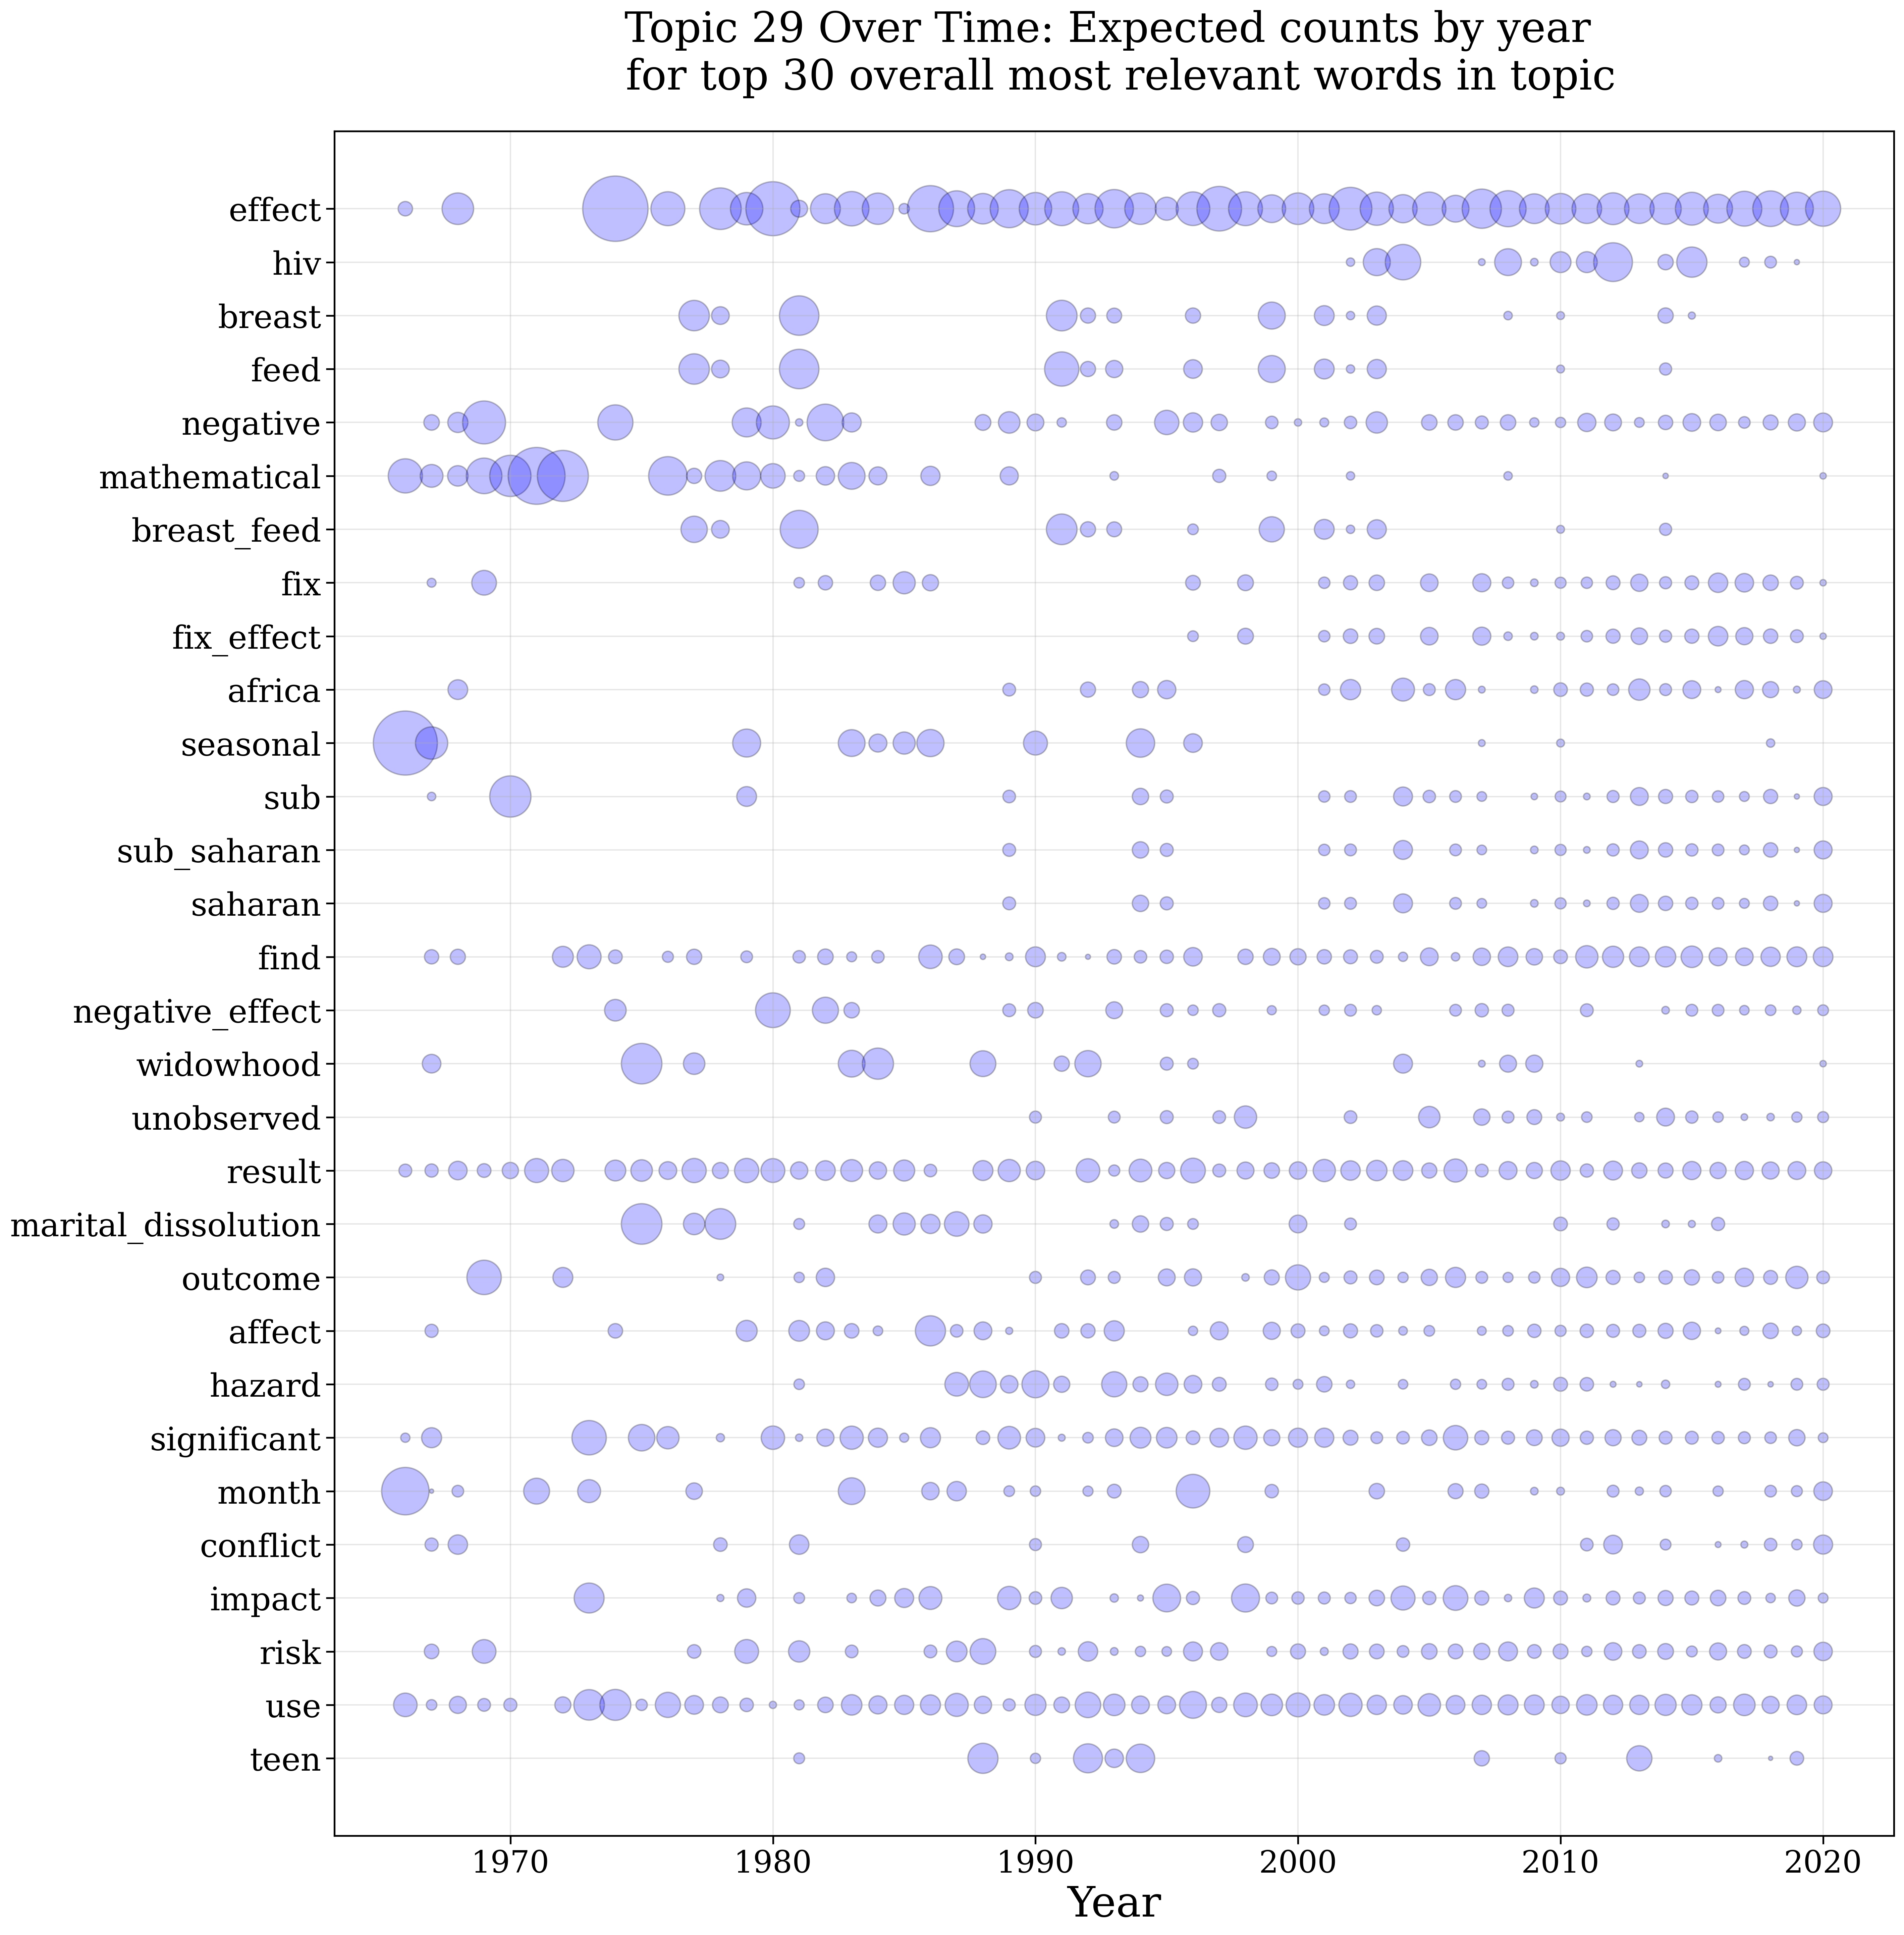 Topic 29 Over Time: Expected counts by year
for top 30 overall most relevant words in topic
effect
hiv
breast
feed
negative
mathematical
breast_feed
fix
fix_effect
africa
seasonal
sub
sub_saharan
saharan
find
negative_effect
widowhood
unobserved
result
marital_dissolution
outcome
affect
hazard
significant
month
conflict
impact
risk
use
teen
1970 1980 1990 2000 2010 2020
Year